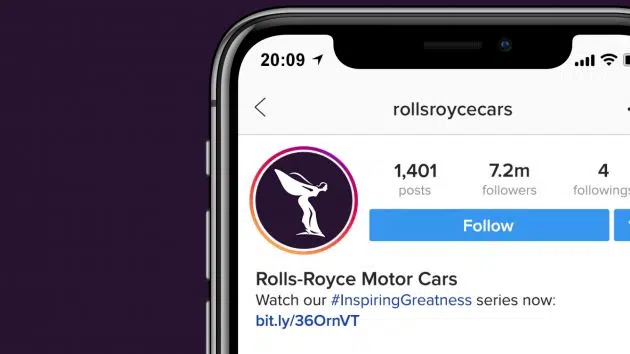 20:09
rollsroycecars
1,401 7.2m 4
posts followers followings
Follow
Rolls-Royce Motor Cars
Watch our #InspiringGreatness series now:
bit.ly/36OrnVT